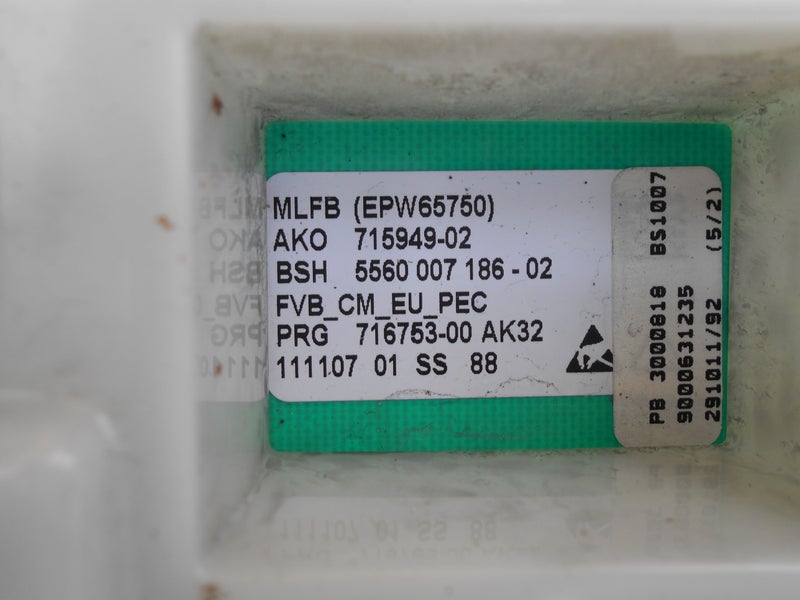 MLFB (EPW65750)
AKO 715949-02
BSH 5560 007 186 - 02
FVB_CM_EU_PEC
PRG 716753-00 AK32
111107 01 SS 88
PB 3000818 BS1007
9000631235
291011/92 (5/2)